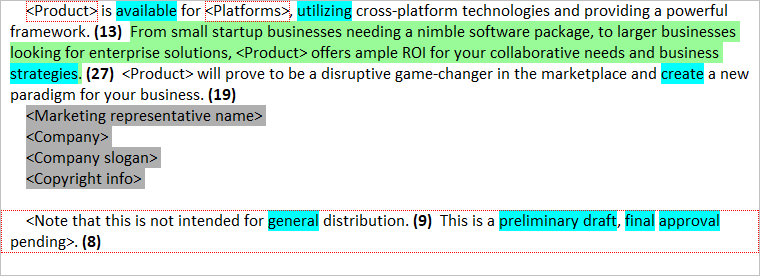 <Product> is available for <Platforms>, utilizing cross-platform technologies and providing a powerful
framework. (13)  From small startup businesses needing a nimble software package, to larger businesses
looking for enterprise solutions, <Product> offers ample ROI for your collaborative needs and business
strategies. (27)  <Product> will prove to be a disruptive game-changer in the marketplace and create a new
paradigm for your business. (19)
<Marketing representative name>
<Company>
<Company slogan>
<Copyright info>
<Note that this is not intended for general distribution. (9)  This is a preliminary draft, final approval
pending>. (8)